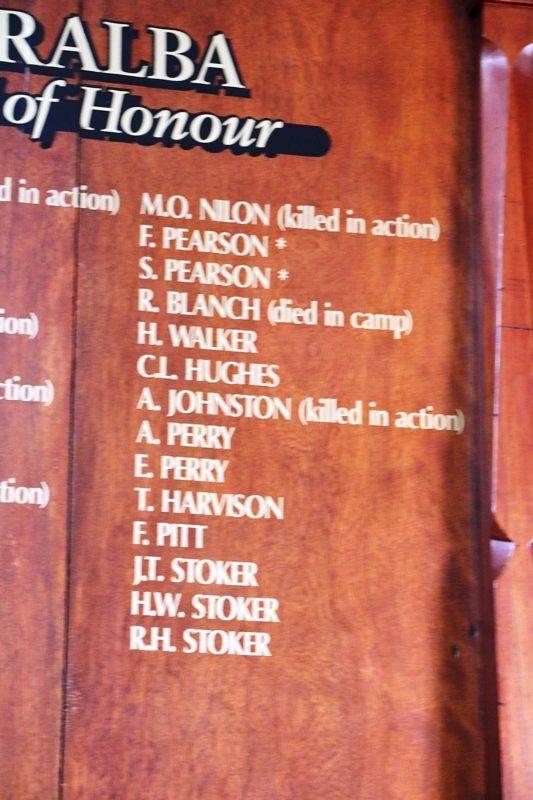 RALBA
of Honour
d in action)
M.O. NILON (killed in action)
F. PEARSON *
S. PEARSON *
R. BLANCH (died in camp)
ion)
H. WALKER
C.L. HUGHES
ction)
A. JOHNSTON (killed in action)
A. PERRY
E. PERRY
tion)
T. HARVISON
F. PITT
J.T. STOKER
H.W. STOKER
R.H. STOKER